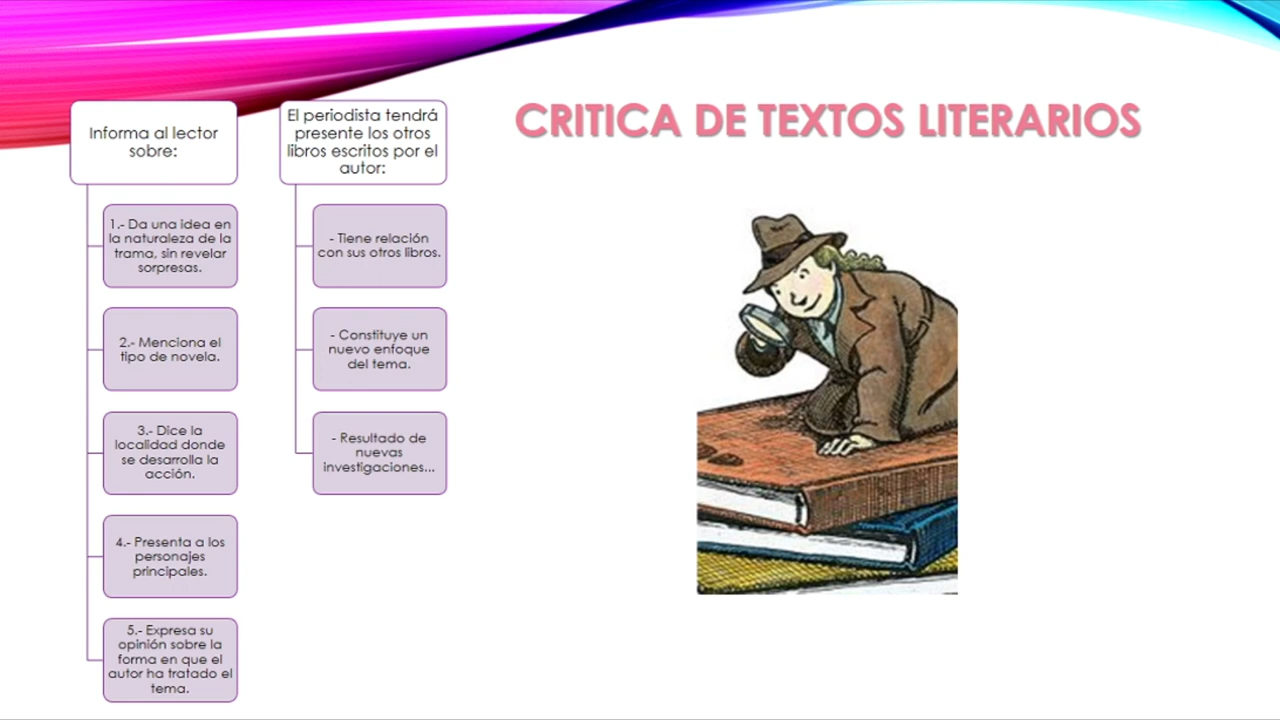 CRITICA DE TEXTOS LITERARIOS
Informa al lector
sobre:
1.- Da una idea en
la naturaleza de la
trama, sin revelar
sorpresas.
2.- Menciona el
tipo de novela.
3.- Dice la
localidad donde
se desarrolla la
acción.
4.- Presenta a los
personajes
principales.
5.- Expresa su
opinión sobre la
forma en que el
autor ha tratado el
tema.
El periodista tendrá
presente los otros
libros escritos por el
autor:
- Tiene relación
con sus otros libros.
- Constituye un
nuevo enfoque
del tema.
- Resultado de
nuevas
investigaciones...